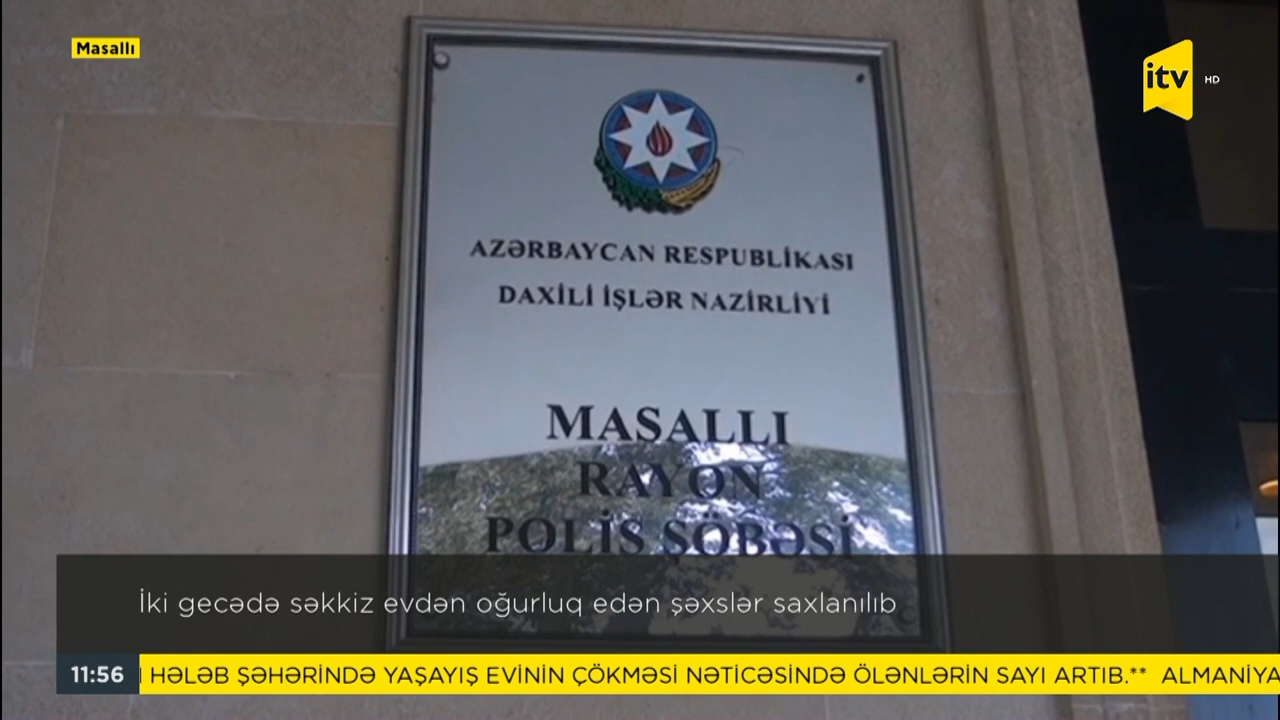 Masallı
itv HD
AZƏRBAYCAN RESPUBLİKASI
DAXİLİ İŞLƏR NAZİRLİYİ
MASALLI
RAYON
POLİS ŞÖBƏSİ
İki gecədə səkkiz evdən oğurluq edən şəxslər saxlanılıb
11:56 HƏLƏB ŞƏHƏRİNDƏ YAŞAYIŞ EVİNİN ÇÖKMƏSİ NƏTİCƏSİNDƏ ÖLƏNLƏRİN SAYI ARTIB.** ALMANİYA